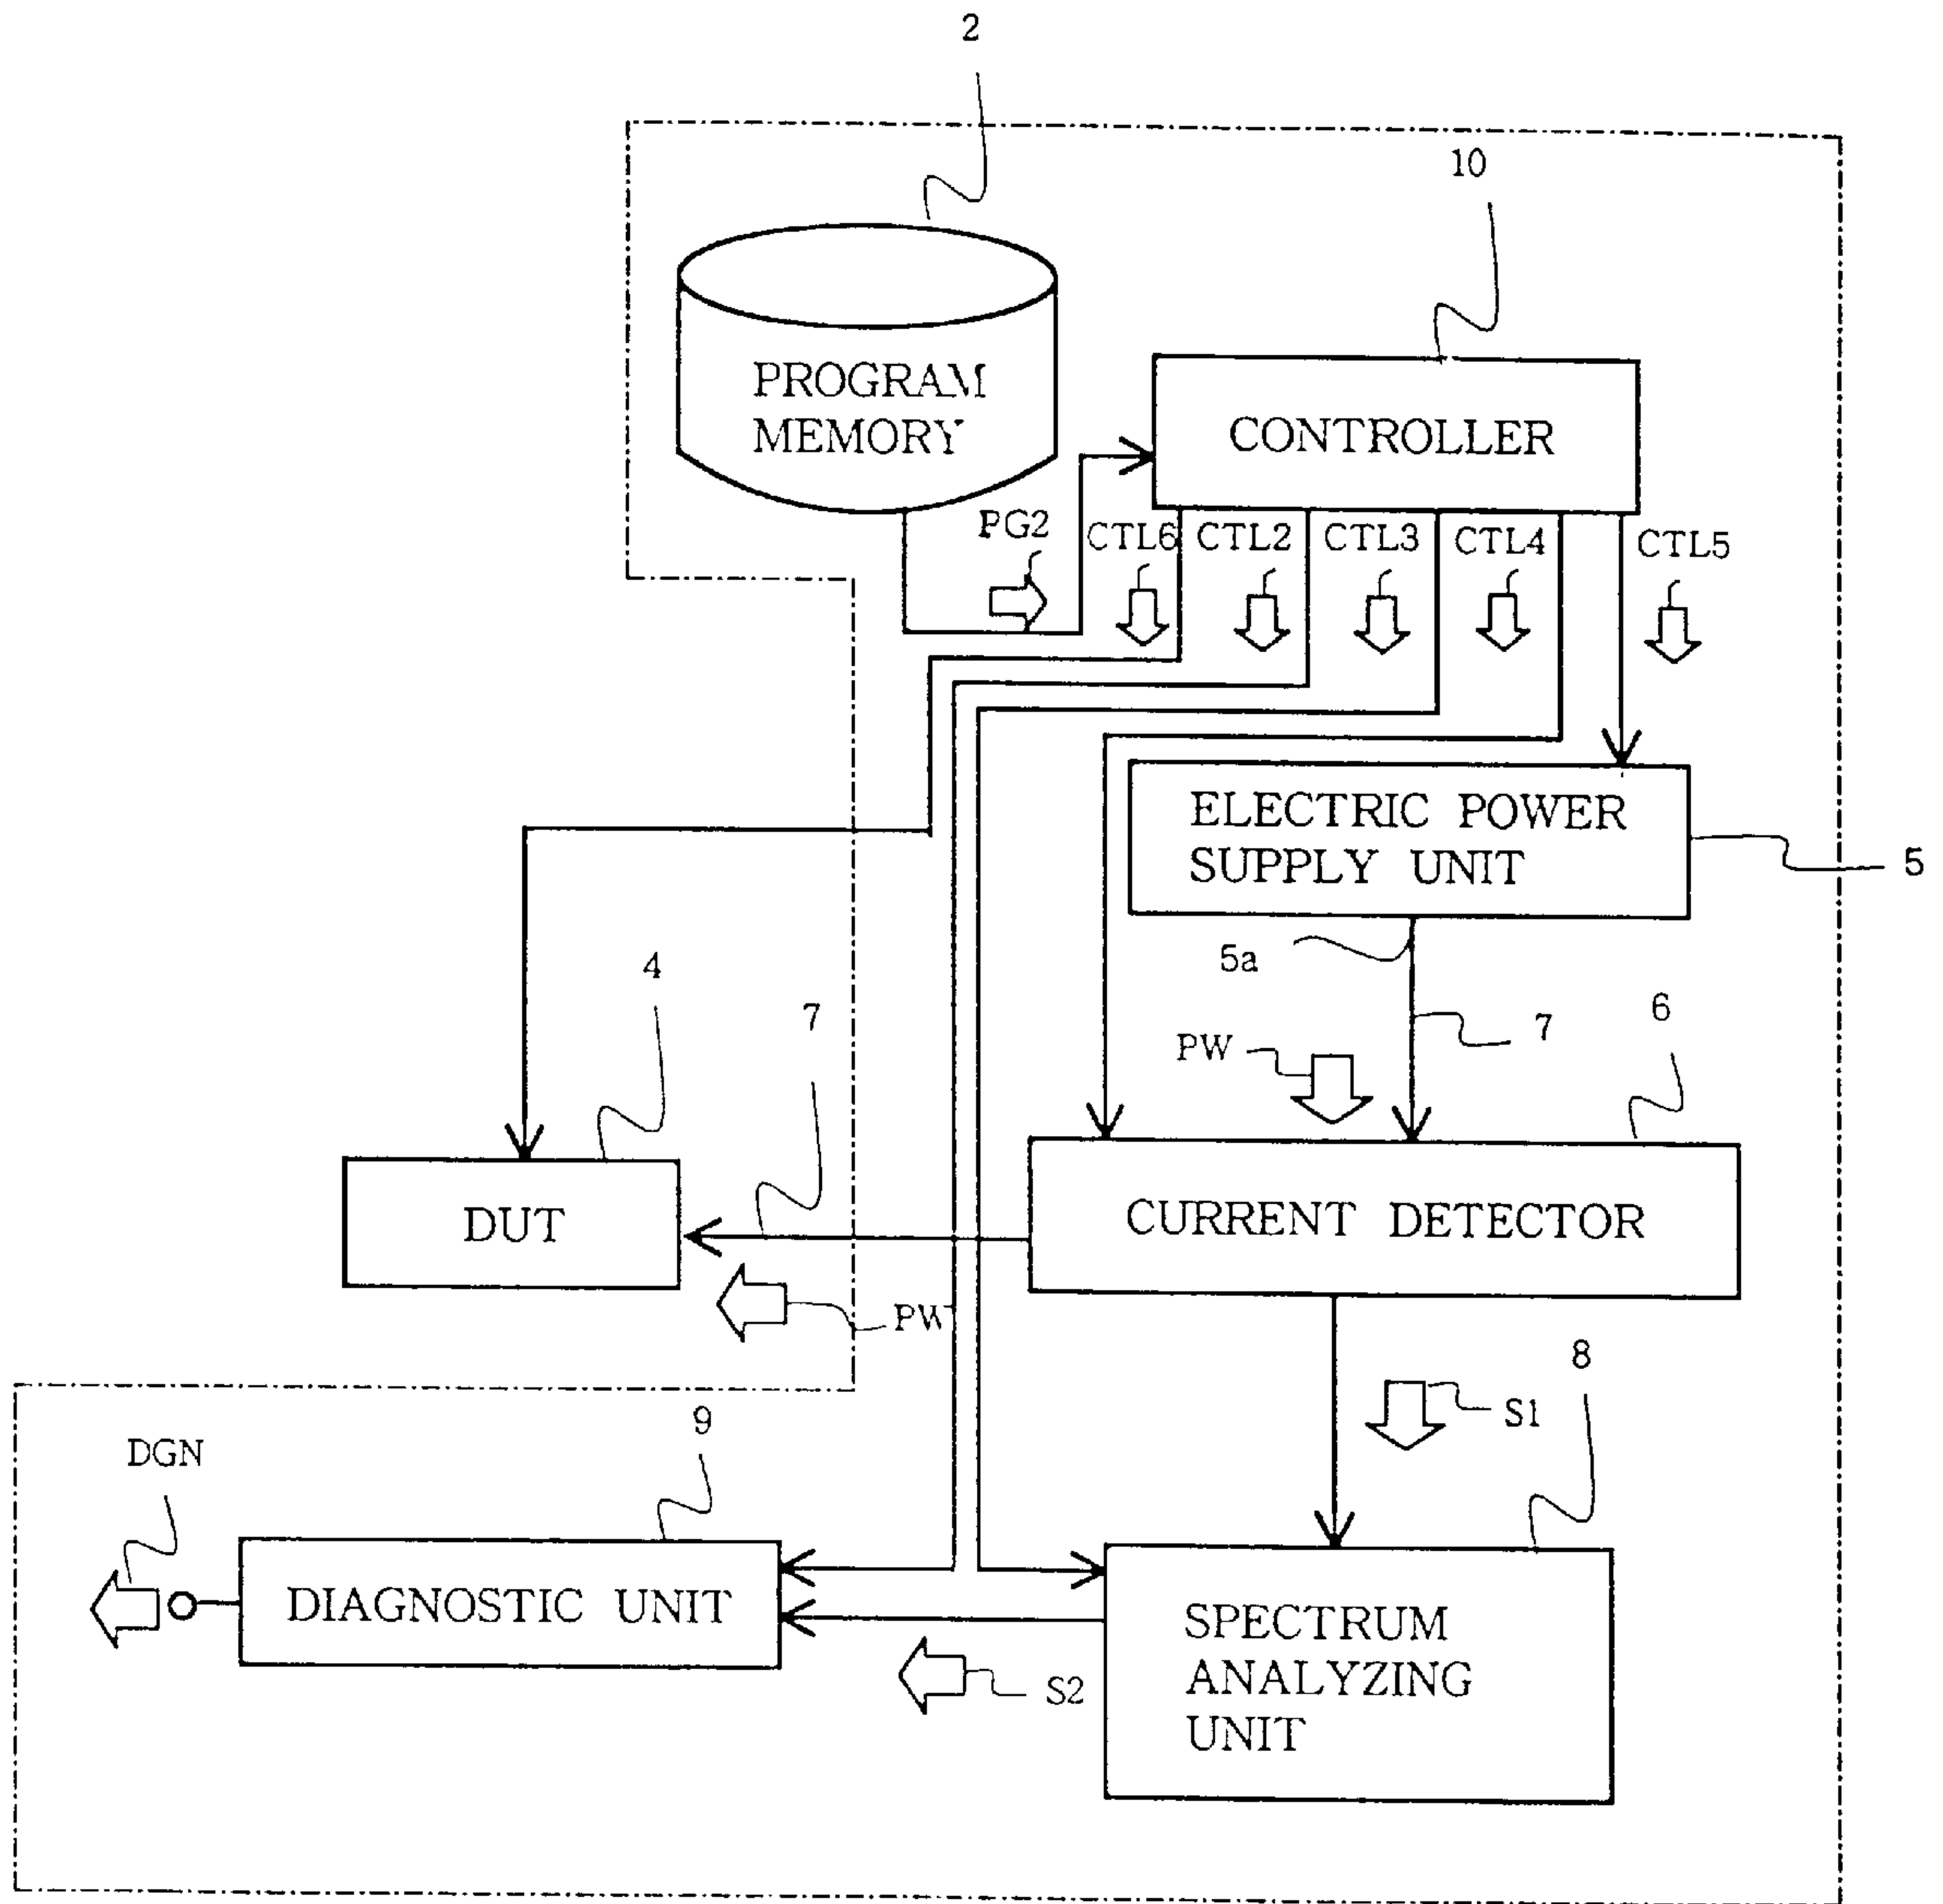 2
10
PROGRAM
MEMORY
CONTROLLER
PG2
CTL6
CTL2
CTL3
CTL4
CTL5
ELECTRIC POWER
SUPPLY UNIT
5
5a
4
7
7
6
PW
DUT
CURRENT DETECTOR
PW
8
S1
9
DGN
DIAGNOSTIC UNIT
SPECTRUM
ANALYZING
UNIT
S2